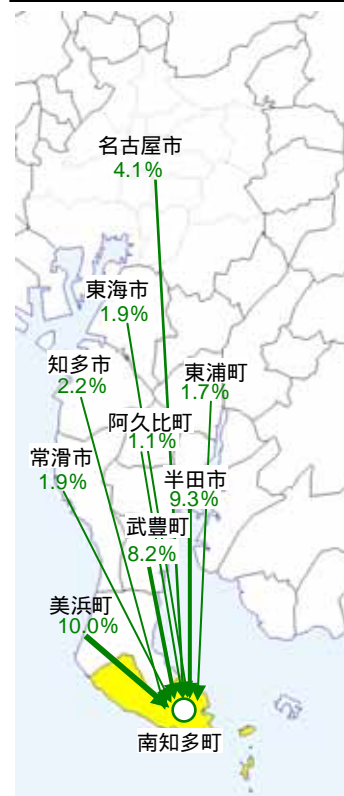 名古屋市
4.1%
東海市
1.9%
知多市
2.2%
東浦町
1.7%
阿久比町
1.1%
常滑市
1.9%
半田市
9.3%
武豊町
8.2%
美浜町
10.0%
南知多町